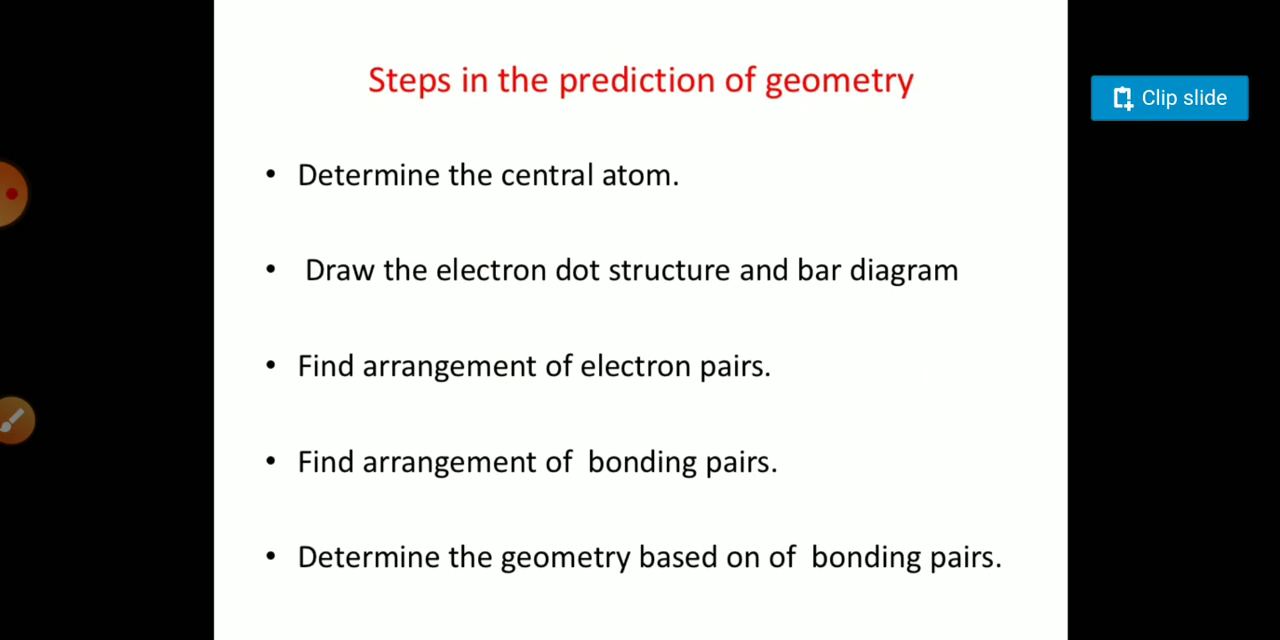 Steps in the prediction of geometry
Clip slide
• Determine the central atom.
• Draw the electron dot structure and bar diagram
• Find arrangement of electron pairs.
• Find arrangement of bonding pairs.
• Determine the geometry based on of bonding pairs.